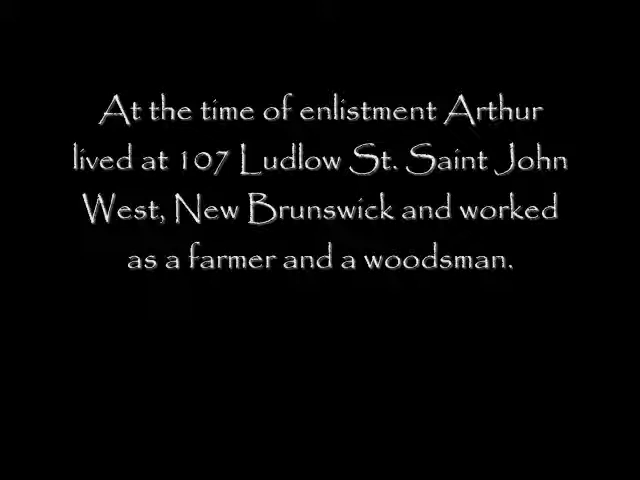 At the time of enlistment Arthur
lived at 107 Ludlow St. Saint John
West, New Brunswick and worked
as a farmer and a woodsman.